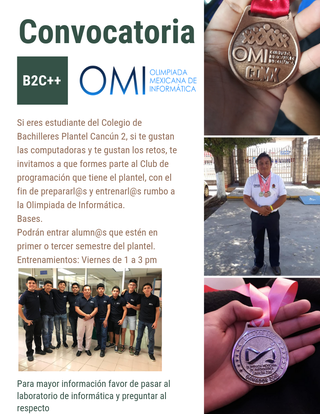 Convocatoria
B2C++
OMI OLIMPIADA
MEXICANA DE
INFORMÁTICA
Si eres estudiante del Colegio de
Bachilleres Plantel Cancún 2, si te gustan
las computadoras y te gustan los retos, te
invitamos a que formes parte al Club de
programación que tiene el plantel, con el
fin de prepararl@s y entrenarl@s rumbo a
la Olimpiada de Informática.
Bases.
Podrán entrar alumn@s que estén en
primer o tercer semestre del plantel.
Entrenamientos: Viernes de 1 a 3 pm
Para mayor información favor de pasar al
laboratorio de informática y preguntar al
respecto
OMI
CDMX